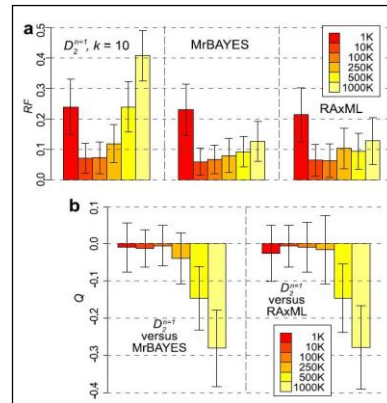 a
D₂ⁿ⁼¹, k = 10
MrBAYES
RAxML
1K
10K
100K
250K
500K
1000K
RF
0.5
0.4
0.3
0.2
0.1
0.0
b
Q
0.1
0.0
-0.1
-0.2
-0.3
-0.4
D₂ⁿ⁼¹
versus
MrBAYES
D₂ⁿ⁼¹
versus
RAxML
1K
10K
100K
250K
500K
1000K